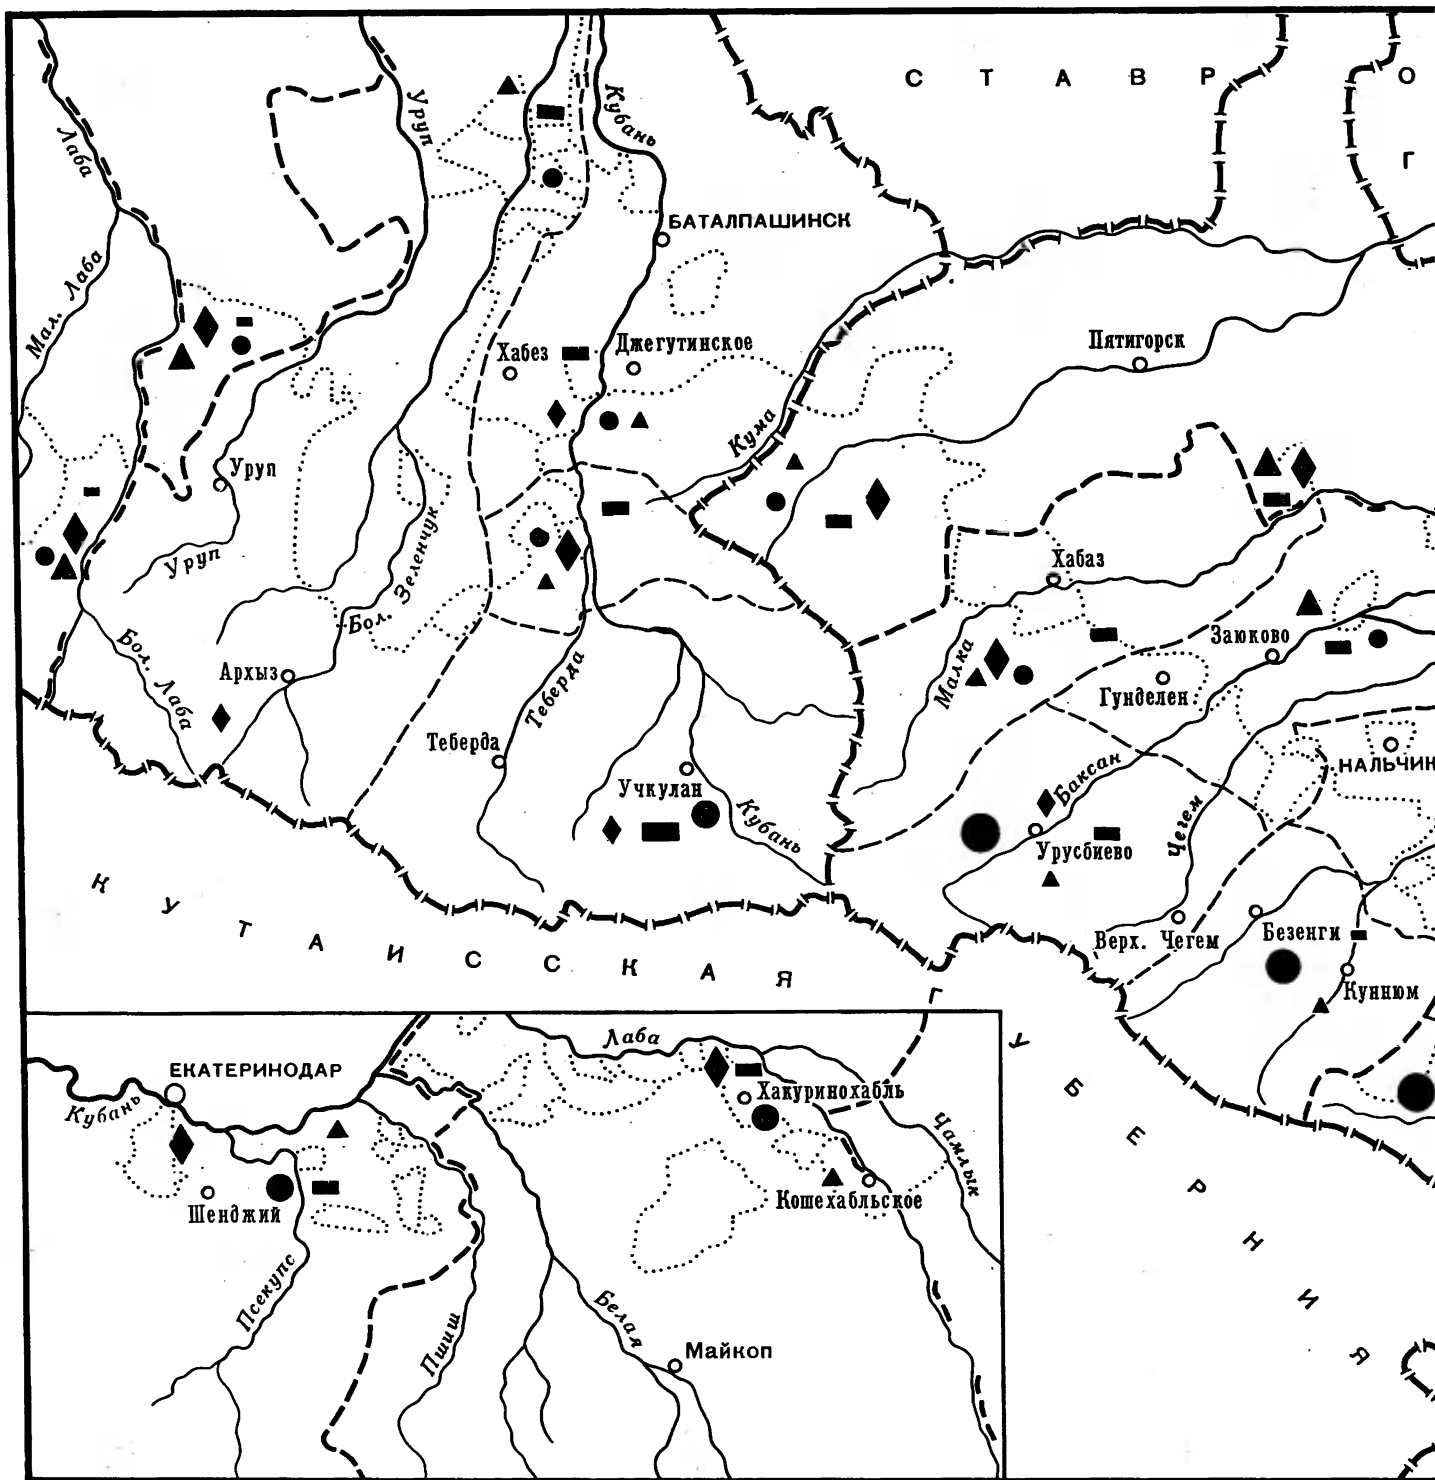 С Т А В Р О
Г
Лаба
Уруп
Кубань
БАТАЛПАШИНСК
Мал. Лаба
Хабез
Джегутинское
Пятигорск
Кума
Уруп
Уруп
Бол. Зеленчук
Хабаз
Заюково
Бол. Лаба
Архыз
Теберда
Малка
Гунделен
Теберда
НАЛЬЧИК
Учкулан
Кубань
Баксан
Чегем
Урусбиево
Верх. Чегем
Безенги
Куннюм
К У Т А И С С К А Я
Г У Б Е Р Н И Я
ЕКАТЕРИНОДАР
Кубань
Лаба
Хакуринохабль
Чамлык
Шенджий
Кошехабльское
Псекупс
Пшиш
Белая
Майкоп